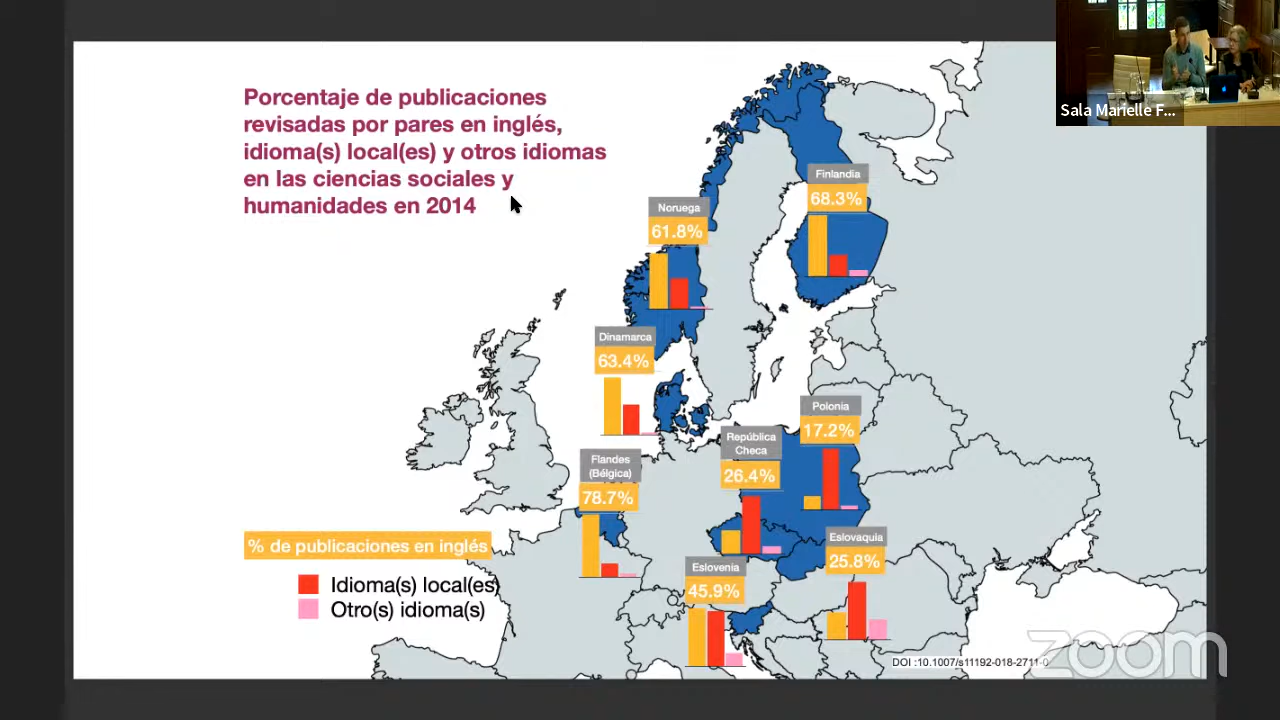 Porcentaje de publicaciones
revisadas por pares en inglés,
idioma(s) local(es) y otros idiomas
en las ciencias sociales y
humanidades en 2014
Sala Marielle F...
Finlandia
68.3%
Noruega
61.8%
Dinamarca
63.4%
Polonia
17.2%
República
Checa
26.4%
Flandes
(Bélgica)
78.7%
Eslovaquia
25.8%
Eslovenia
45.9%
% de publicaciones en inglés
Idioma(s) local(es)
Otro(s) idioma(s)
DOI :10.1007/s11192-018-2711-0
zoom